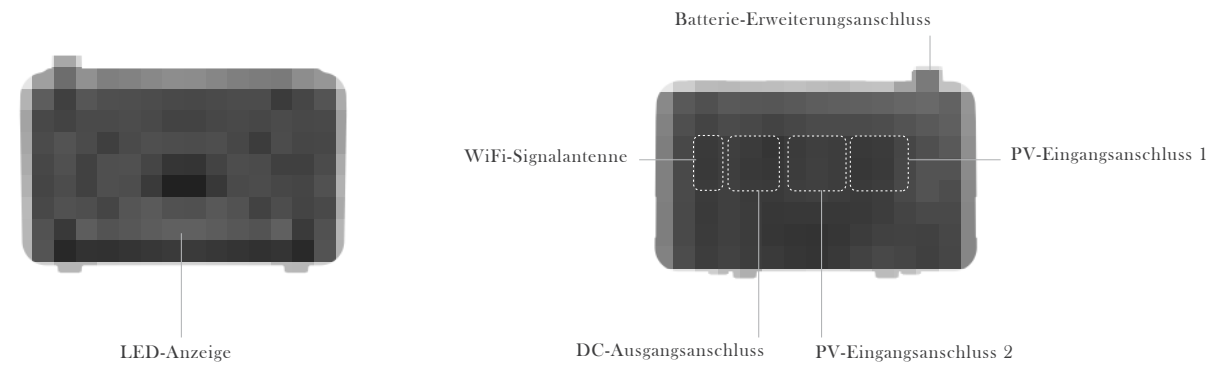 Batterie-Erweiterungsanschluss
WiFi-Signalantenne
PV-Eingangsanschluss 1
LED-Anzeige
DC-Ausgangsanschluss
PV-Eingangsanschluss 2